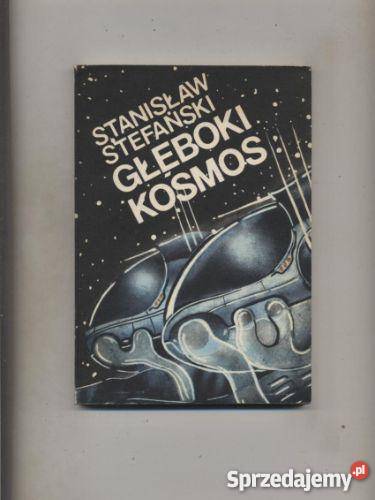 STANISŁAW
STEFAŃSKI
GŁĘBOKI
KOSMOS
Sprzedajemy.pl